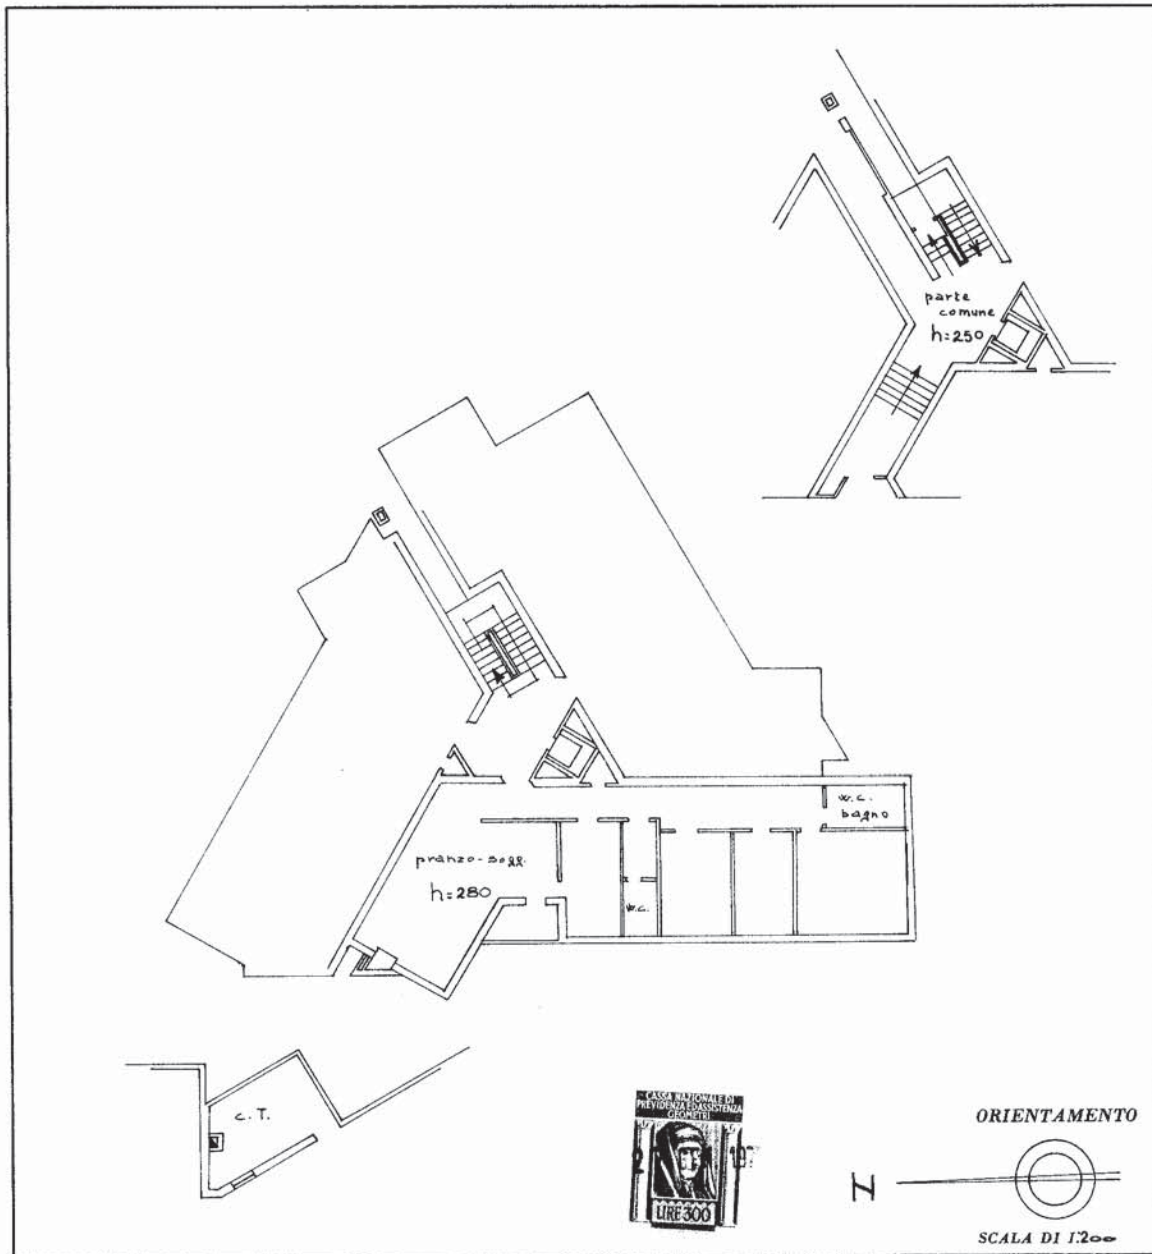 parte
comune
h=250
w.c.
bagno
pranzo-sogg.
h=280
w.c.
c.T.
CASSA NAZIONALE DI
PREVIDENZA ED ASSISTENZA
GEOMETRI
LIRE 300
ORIENTAMENTO
N
SCALA DI 1:200